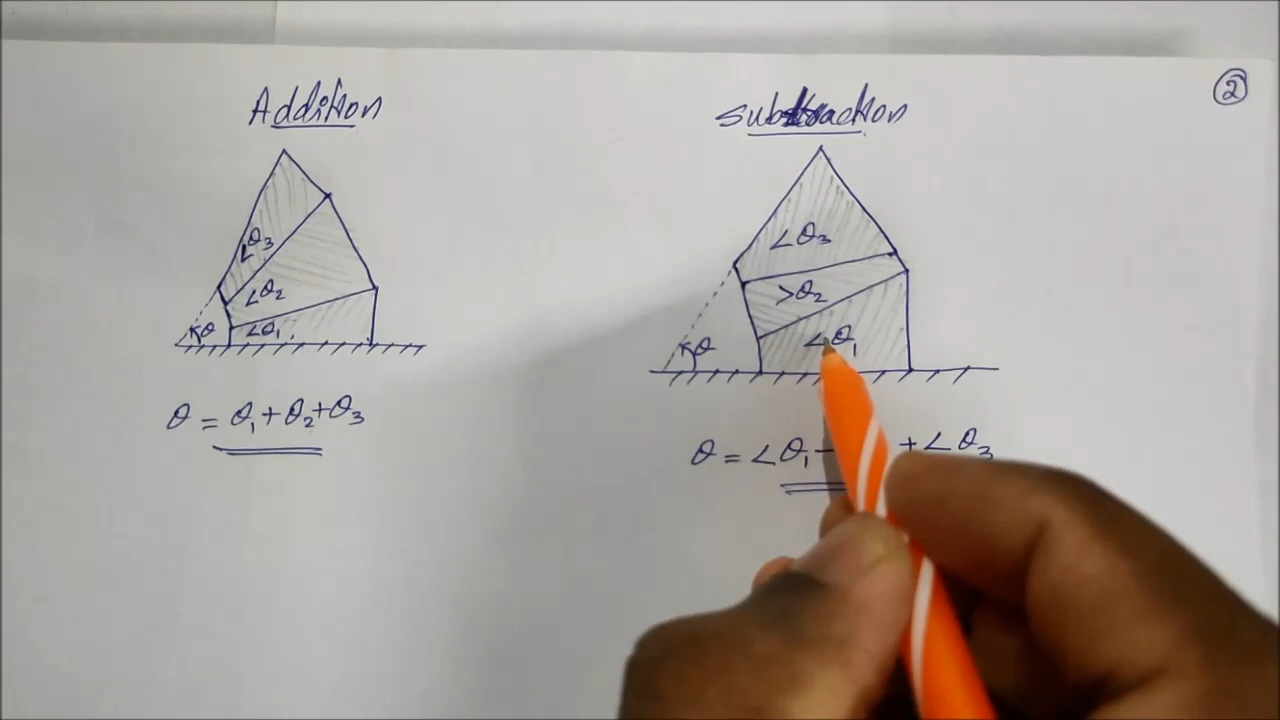 ②
Addition
θ3
∠θ2
∠θ1
θ
θ = θ1+θ2+θ3
Subtraction
∠θ3
>θ2
∠θ1
θ
θ = ∠θ1- +∠θ3